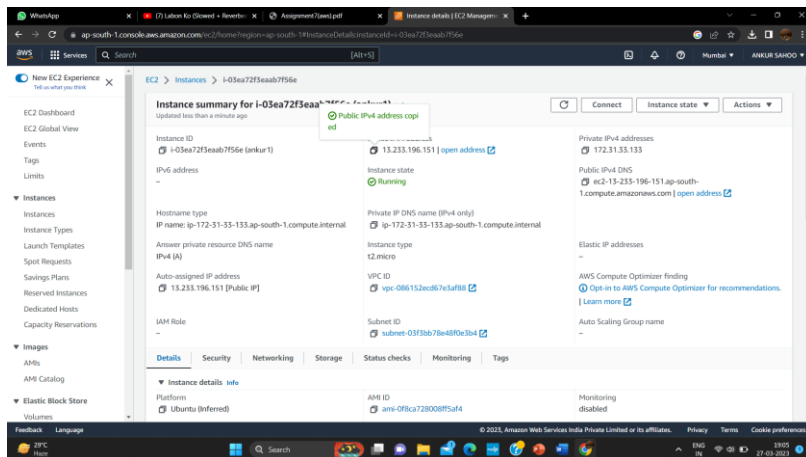 WhatsApp
(7) Labon Ko (Slowed + Reverber
Assignment7(aws).pdf
Instance details | EC2 Managem
ap-south-1.console.aws.amazon.com/ec2/home?region=ap-south-1#InstanceDetails:instanceId=i-03ea72f3eaab7f56e
aws
Services
Search
[Alt+S]
Mumbai
ANKUR SAHOO
New EC2 Experience
Tell us what you think
EC2 Dashboard
EC2 Global View
Events
Tags
Limits
Instances
Instances
Instance Types
Launch Templates
Spot Requests
Savings Plans
Reserved Instances
Dedicated Hosts
Capacity Reservations
Images
AMIs
AMI Catalog
Elastic Block Store
Volumes
EC2 > Instances > i-03ea72f3eaab7f56e
Instance summary for i-03ea72f3eaab7f56e (ankur1)
Updated less than a minute ago
Connect
Instance state
Actions
Public IPv4 address copi
ed
Instance ID
i-03ea72f3eaab7f56e (ankur1)
13.233.196.151 | open address
Private IPv4 addresses
172.31.33.133
IPv6 address
–
Instance state
Running
Public IPv4 DNS
ec2-13-233-196-151.ap-south-
1.compute.amazonaws.com | open address
Hostname type
IP name: ip-172-31-33-133.ap-south-1.compute.internal
Private IP DNS name (IPv4 only)
ip-172-31-33-133.ap-south-1.compute.internal
Answer private resource DNS name
IPv4 (A)
Instance type
t2.micro
Elastic IP addresses
–
Auto-assigned IP address
13.233.196.151 [Public IP]
VPC ID
vpc-086152ecd67e3af88
AWS Compute Optimizer finding
Opt-in to AWS Compute Optimizer for recommendations.
| Learn more
IAM Role
–
Subnet ID
subnet-03f3bb78e48f0e3b4
Auto Scaling Group name
–
Details
Security
Networking
Storage
Status checks
Monitoring
Tags
Instance details Info
Platform
Ubuntu (Inferred)
AMI ID
ami-0f8ca728008ff5af4
Monitoring
disabled
Feedback
Language
© 2023, Amazon Web Services India Private Limited or its affiliates.
Privacy
Terms
Cookie preferences
29°C
Haze
Search
ENG
IN
19:05
27-03-2023